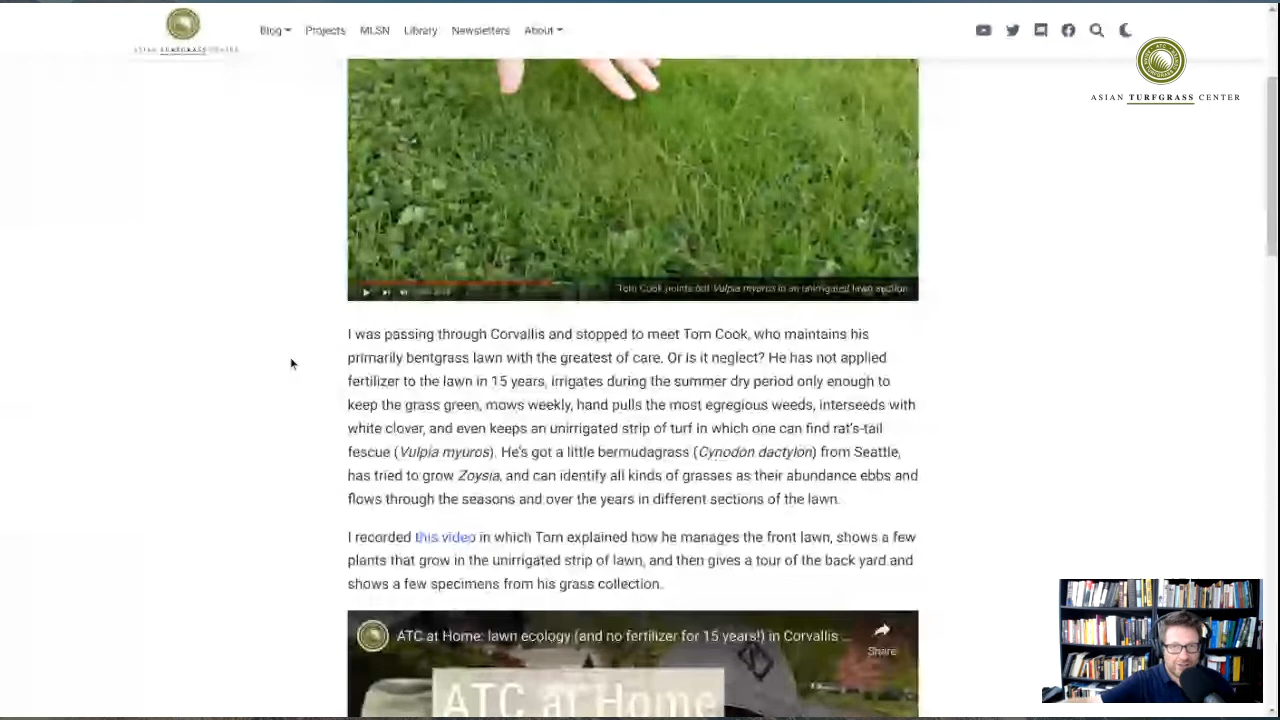 Blog Projects MLSN Library Newsletters About
ASIAN TURFGRASS CENTER
ASIAN TURFGRASS CENTER
Tom Cook points out Vulpia myuros in an unirrigated lawn section
I was passing through Corvallis and stopped to meet Tom Cook, who maintains his
primarily bentgrass lawn with the greatest of care. Or is it neglect? He has not applied
fertilizer to the lawn in 15 years, irrigates during the summer dry period only enough to
keep the grass green, mows weekly, hand pulls the most egregious weeds, interseeds with
white clover, and even keeps an unirrigated strip of turf in which one can find rat's-tail
fescue (Vulpia myuros). He's got a little bermudagrass (Cynodon dactylon) from Seattle,
has tried to grow Zoysia, and can identify all kinds of grasses as their abundance ebbs and
flows through the seasons and over the years in different sections of the lawn.
I recorded this video in which Tom explained how he manages the front lawn, shows a few
plants that grow in the unirrigated strip of lawn, and then gives a tour of the back yard and
shows a few specimens from his grass collection.
ATC at Home: lawn ecology (and no fertilizer for 15 years!) in Corvallis ...
Share
ATC at Home